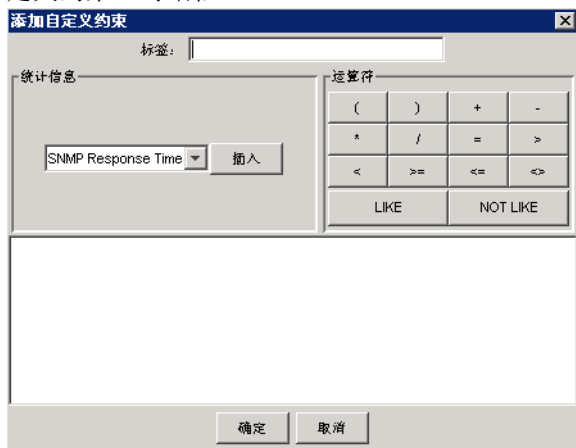 添加自定义约束
标签:
统计信息
运算符
( ) + -
* / = >
< >= <= <>
SNMP Response Time 插入
LIKE NOT LIKE
确定 取消